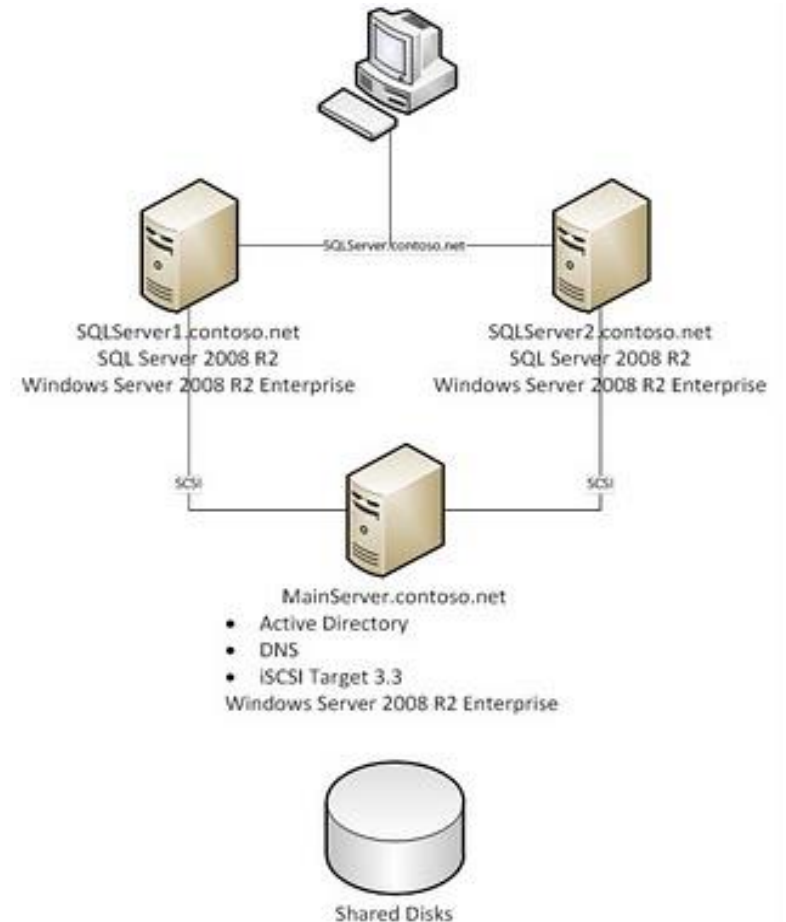 SQLServer.contoso.net
SQLServer1.contoso.net
SQL Server 2008 R2
Windows Server 2008 R2 Enterprise
SQLServer2.contoso.net
SQL Server 2008 R2
Windows Server 2008 R2 Enterprise
SCSI
SCSI
MainServer.contoso.net
• Active Directory
• DNS
• iSCSI Target 3.3
Windows Server 2008 R2 Enterprise
Shared Disks